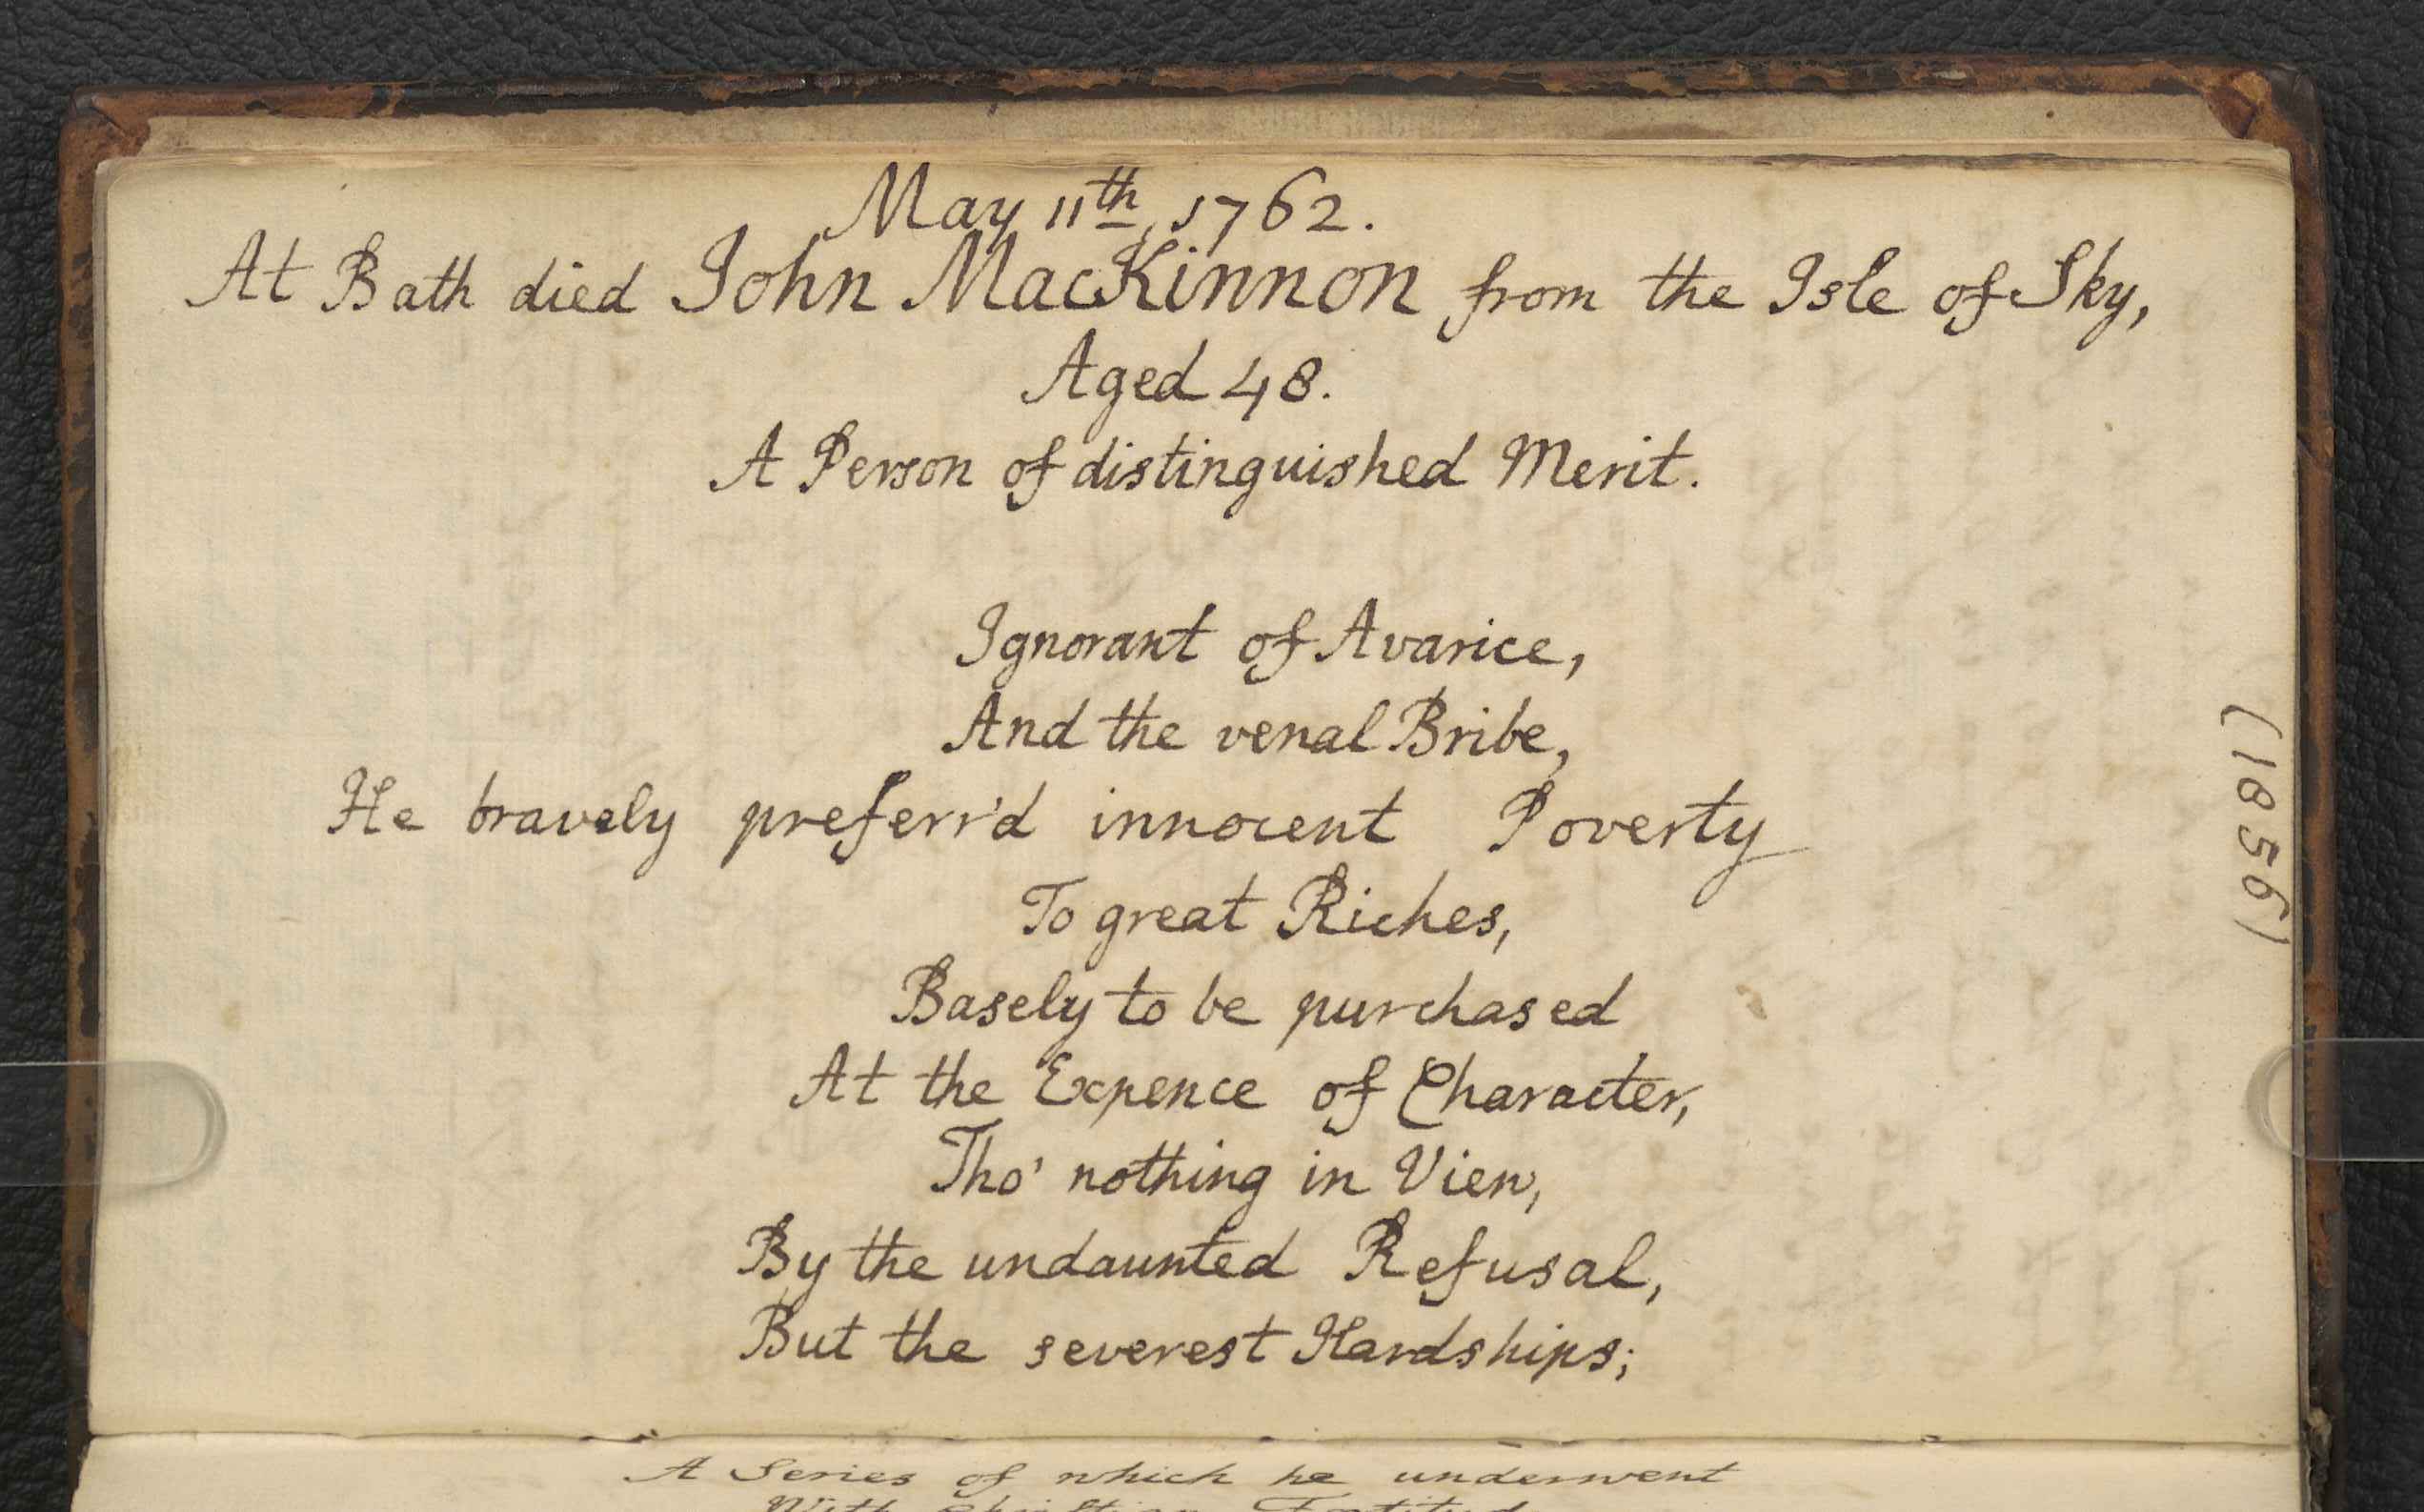 May 11th, 1762.
At Bath died John MacKinnon from the Isle of Sky,
Aged 48.
A Person of distinguished Merit.
Ignorant of Avarice,
And the venal Bribe,
He bravely preferr'd innocent Poverty
To great Riches,
Basely to be purchased
At the Expence of Character,
Tho' nothing in View,
By the undaunted Refusal,
But the severest Hardships;
(1856)
A Series of which he underwent
With Christian Fortitud